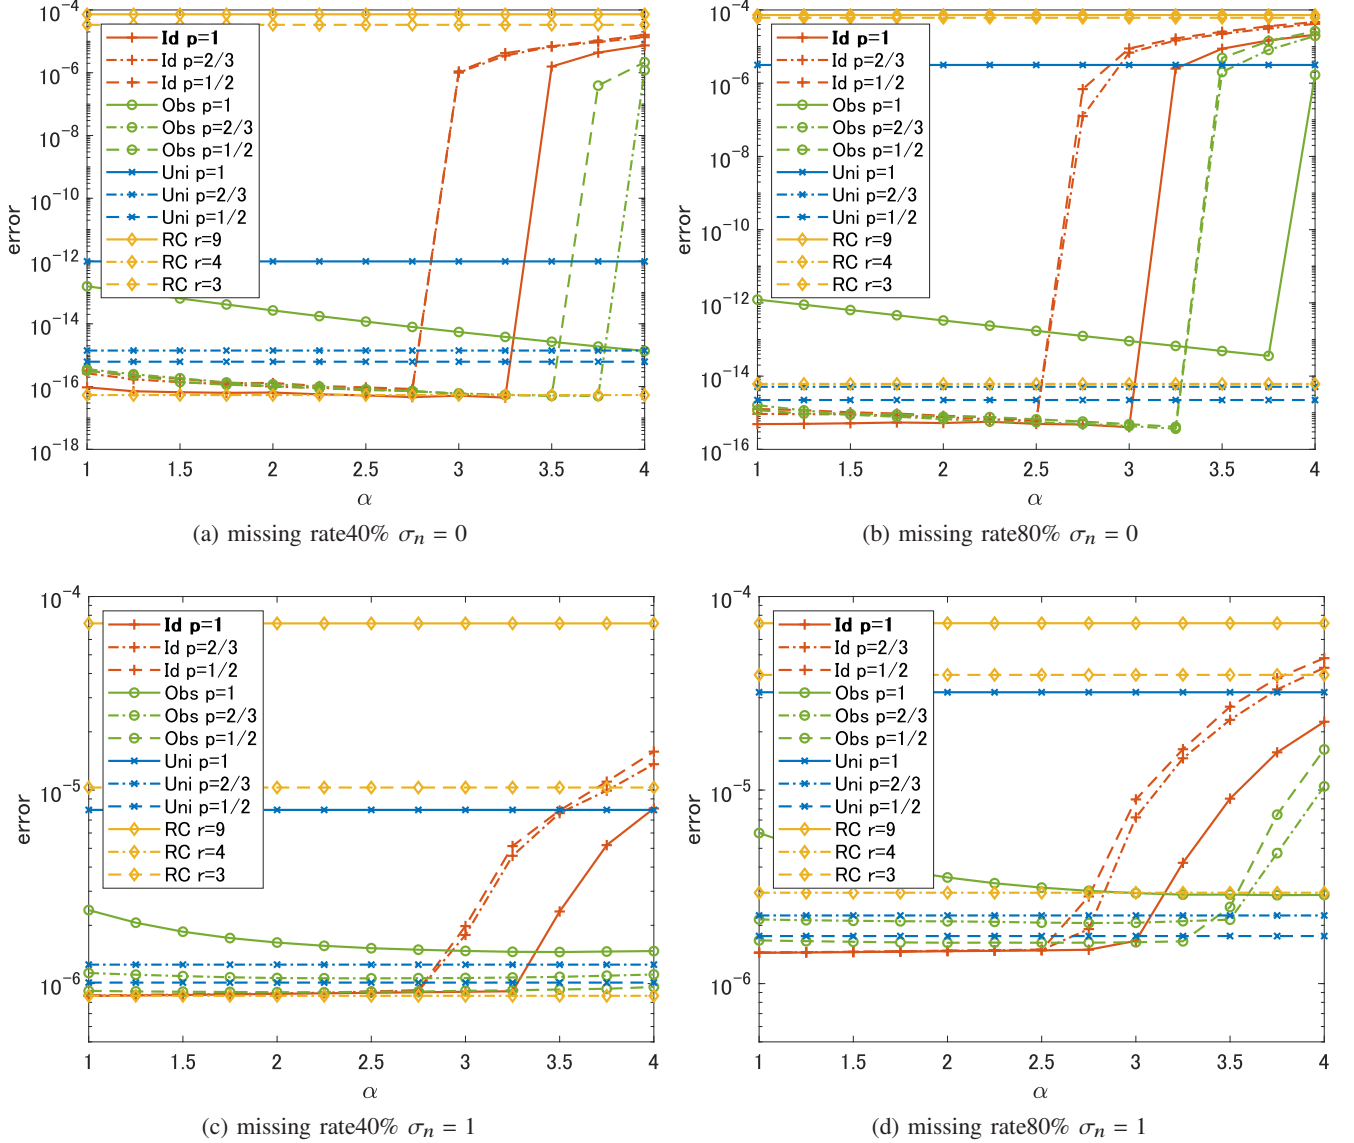 10^-4
10^-6
10^-8
10^-10
10^-12
10^-14
10^-16
10^-18
error
Id p=1
Id p=2/3
Id p=1/2
Obs p=1
Obs p=2/3
Obs p=1/2
Uni p=1
Uni p=2/3
Uni p=1/2
RC r=9
RC r=4
RC r=3
1 1.5 2 2.5 3 3.5 4
α
(a) missing rate40% σn = 0
10^-4
10^-6
10^-8
10^-10
10^-12
10^-14
10^-16
error
Id p=1
Id p=2/3
Id p=1/2
Obs p=1
Obs p=2/3
Obs p=1/2
Uni p=1
Uni p=2/3
Uni p=1/2
RC r=9
RC r=4
RC r=3
1 1.5 2 2.5 3 3.5 4
α
(b) missing rate80% σn = 0
10^-4
10^-5
10^-6
error
Id p=1
Id p=2/3
Id p=1/2
Obs p=1
Obs p=2/3
Obs p=1/2
Uni p=1
Uni p=2/3
Uni p=1/2
RC r=9
RC r=4
RC r=3
1 1.5 2 2.5 3 3.5 4
α
(c) missing rate40% σn = 1
10^-4
10^-5
10^-6
error
Id p=1
Id p=2/3
Id p=1/2
Obs p=1
Obs p=2/3
Obs p=1/2
Uni p=1
Uni p=2/3
Uni p=1/2
RC r=9
RC r=4
RC r=3
1 1.5 2 2.5 3 3.5 4
α
(d) missing rate80% σn = 1